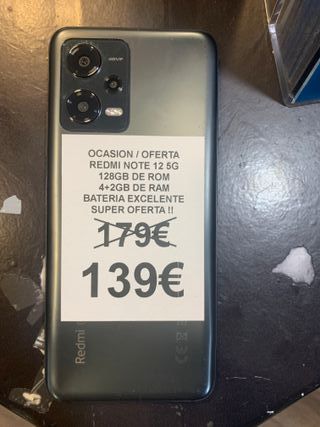 48MP
OCASION / OFERTA
REDMI NOTE 12 5G
128GB DE ROM
4+2GB DE RAM
BATERIA EXCELENTE
SUPER OFERTA !!
179€
139€
Redmi